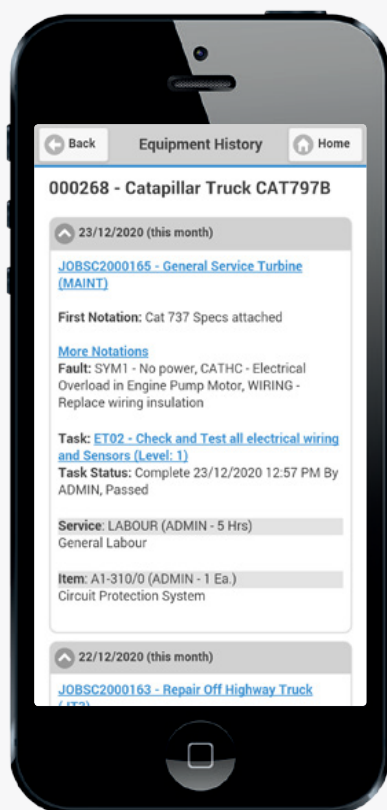 Back
Equipment History
Home
000268 - Catapillar Truck CAT797B
23/12/2020 (this month)
JOBSC2000165 - General Service Turbine
(MAINT)
First Notation: Cat 737 Specs attached
More Notations
Fault: SYM1 - No power, CATHC - Electrical
Overload in Engine Pump Motor, WIRING -
Replace wiring insulation
Task: ET02 - Check and Test all electrical wiring
and Sensors (Level: 1)
Task Status: Complete 23/12/2020 12:57 PM By
ADMIN, Passed
Service: LABOUR (ADMIN - 5 Hrs)
General Labour
Item: A1-310/0 (ADMIN - 1 Ea.)
Circuit Protection System
22/12/2020 (this month)
JOBSC2000163 - Repair Off Highway Truck